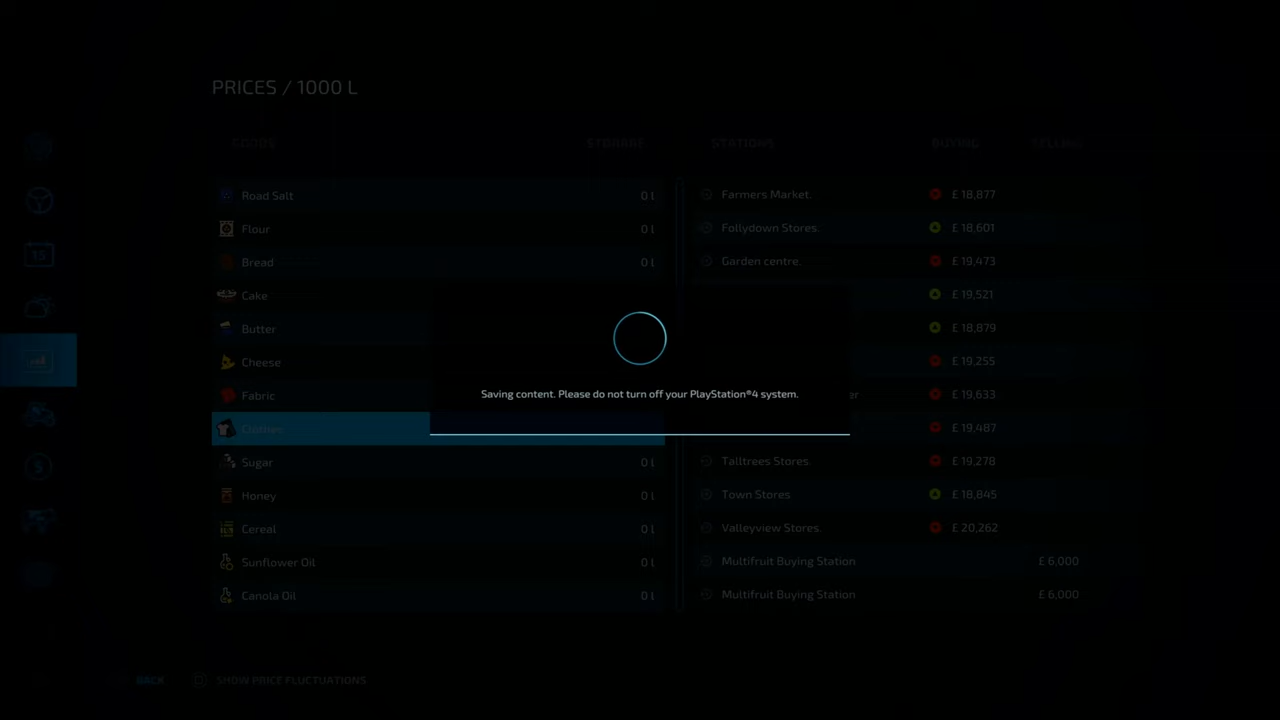 PRICES / 1000 L
GOODS STORAGE STATIONS BUYING SELLING
15
Road Salt 0 l
Flour 0 l
Bread 0 l
Cake
Butter
Cheese
Fabric
Clothes
Sugar 0 l
Honey 0 l
Cereal 0 l
Sunflower Oil 0 l
Canola Oil 0 l
Farmers Market. £ 18,877
Follydown Stores. £ 18,601
Garden centre. £ 19,473
£ 19,521
£ 18,879
£ 19,255
er £ 19,633
£ 19,487
Talltrees Stores. £ 19,278
Town Stores £ 18,845
Valleyview Stores. £ 20,262
Multifruit Buying Station £ 6,000
Multifruit Buying Station £ 6,000
Saving content. Please do not turn off your PlayStation®4 system.
BACK SHOW PRICE FLUCTUATIONS